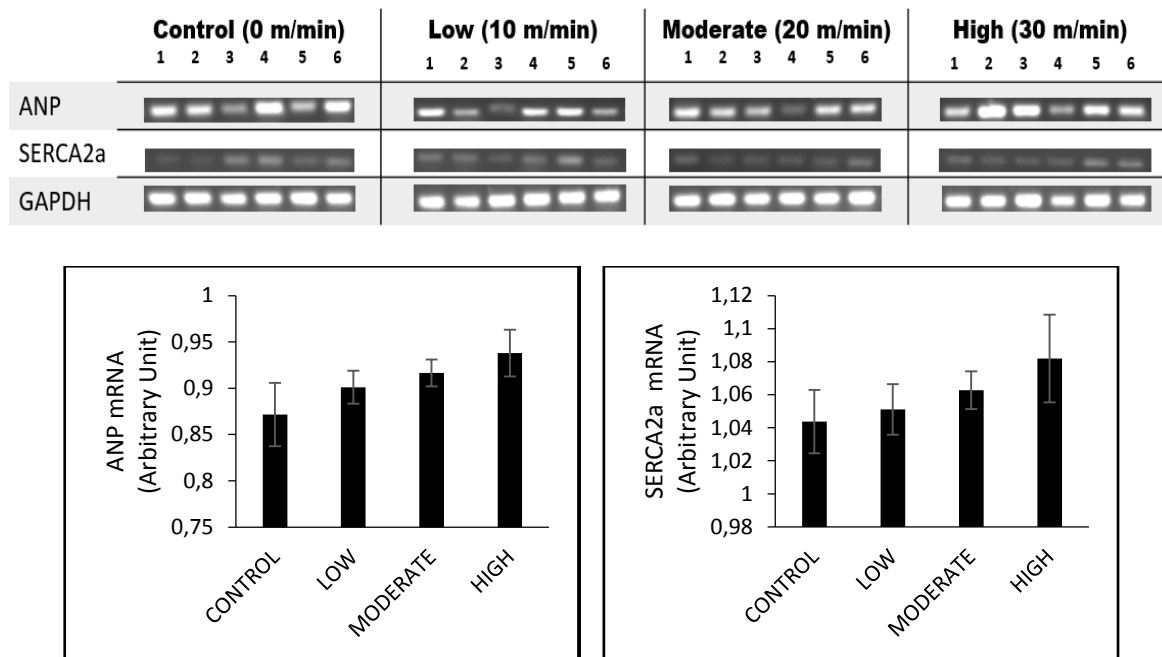 Control (0 m/min) Low (10 m/min) Moderate (20 m/min) High (30 m/min)
1 2 3 4 5 6 1 2 3 4 5 6 1 2 3 4 5 6 1 2 3 4 5 6
ANP
SERCA2a
GAPDH
ANP mRNA
(Arbitrary Unit)
1
0,95
0,9
0,85
0,8
0,75
CONTROL
LOW
MODERATE
HIGH
SERCA2a mRNA
(Arbitrary Unit)
1,12
1,1
1,08
1,06
1,04
1,02
1
0,98
CONTROL
LOW
MODERATE
HIGH